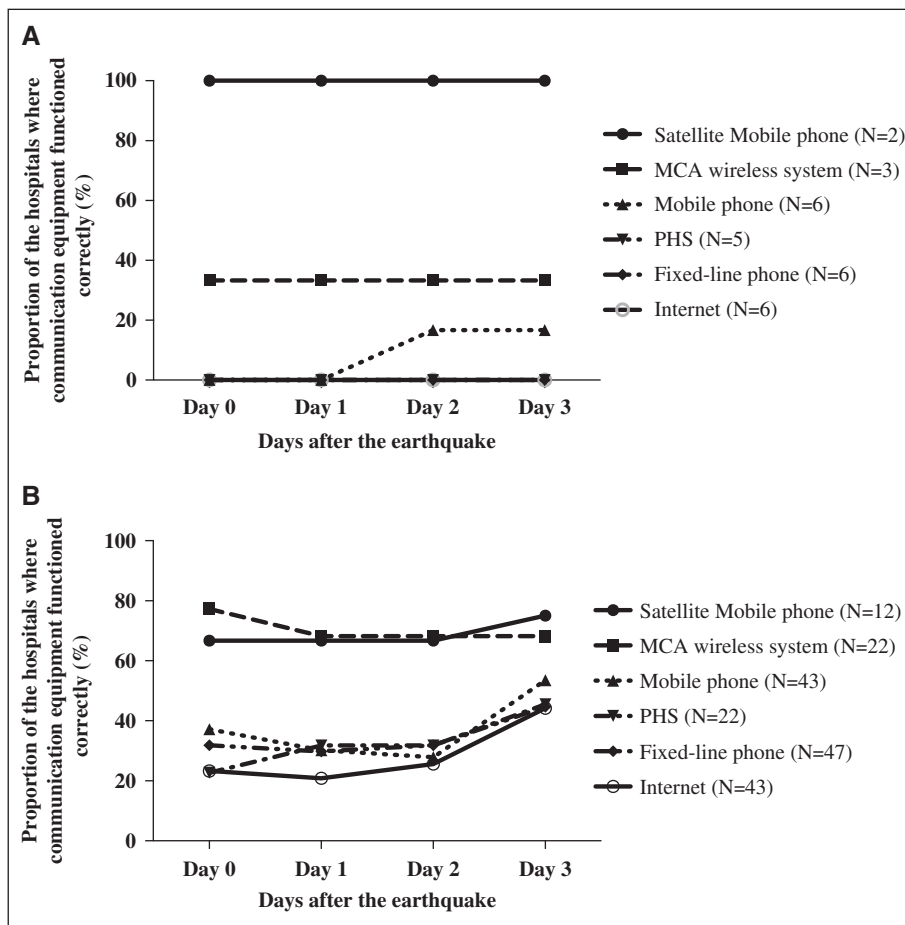 A
Proportion of the hospitals where
communication equipment functioned
correctly (%)
100
80
60
40
20
0
Day 0 Day 1 Day 2 Day 3
Days after the earthquake
Satellite Mobile phone (N=2)
MCA wireless system (N=3)
Mobile phone (N=6)
PHS (N=5)
Fixed-line phone (N=6)
Internet (N=6)
B
Proportion of the hospitals where
communication equipment functioned
correctly (%)
100
80
60
40
20
0
Day 0 Day 1 Day 2 Day 3
Days after the earthquake
Satellite Mobile phone (N=12)
MCA wireless system (N=22)
Mobile phone (N=43)
PHS (N=22)
Fixed-line phone (N=47)
Internet (N=43)